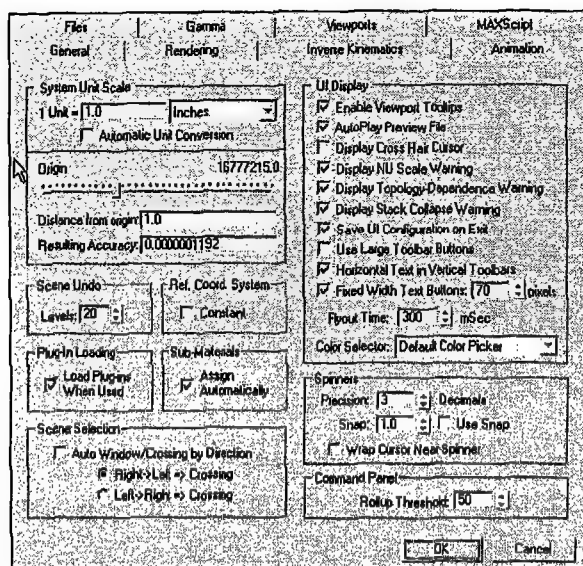 Files Gamma Viewports MAXScript
General Rendering Inverse Kinematics Animation
System Unit Scale
1 Unit = 1.0 Inches
Automatic Unit Conversion
Origin 16777215.0
Distance from origin: 1.0
Resulting Accuracy: 0.0000001192
Scene Undo
Levels: 20
Ref. Coord. System
Constant
Plug-In Loading
Load Plug-ins
When Used
Sub-Materials
Assign
Automatically
Scene Selection
Auto Window/Crossing by Direction
Right->Left => Crossing
Left->Right => Crossing
UI Display
Enable Viewport Tooltips
AutoPlay Preview File
Display Cross Hair Cursor
Display NU Scale Warning
Display Topology-Dependence Warning
Display Stack Collapse Warning
Save UI Configuration on Exit
Use Large Toolbar Buttons
Horizontal Text in Vertical Toolbars
Fixed Width Text Buttons: 70 pixels
Flyout Time: 300 mSec
Color Selector: Default Color Picker
Spinners
Precision: 3 Decimals
Snap: 1.0 Use Snap
Wrap Cursor Near Spinner
Command Panel
Rollup Threshold: 50
OK Cancel